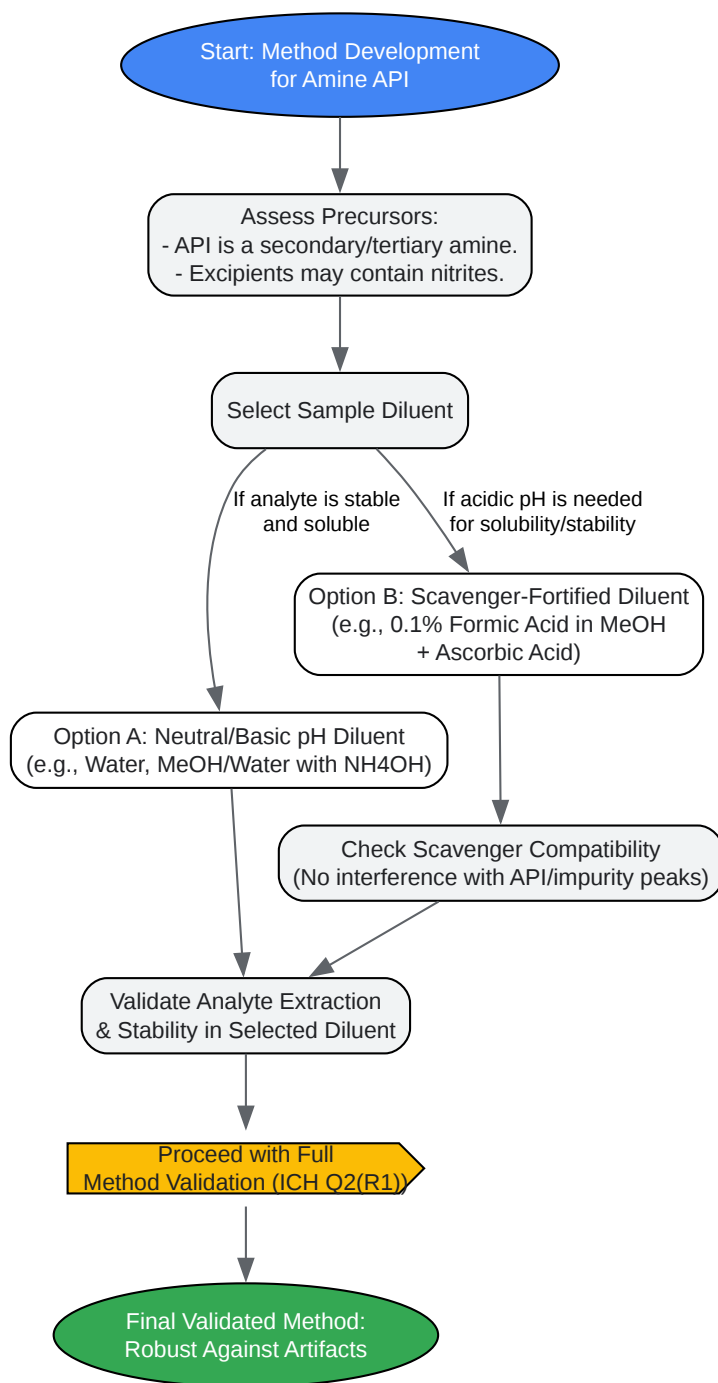 Start: Method Development
for Amine API
Assess Precursors:
- API is a secondary/tertiary amine.
- Excipients may contain nitrites.
Select Sample Diluent
If analyte is stable
and soluble
If acidic pH is needed
for solubility/stability
Option B: Scavenger-Fortified Diluent
(e.g., 0.1% Formic Acid in MeOH
+ Ascorbic Acid)
Option A: Neutral/Basic pH Diluent
(e.g., Water, MeOH/Water with NH4OH)
Check Scavenger Compatibility
(No interference with API/impurity peaks)
Validate Analyte Extraction
& Stability in Selected Diluent
Proceed with Full
Method Validation (ICH Q2(R1))
Final Validated Method:
Robust Against Artifacts